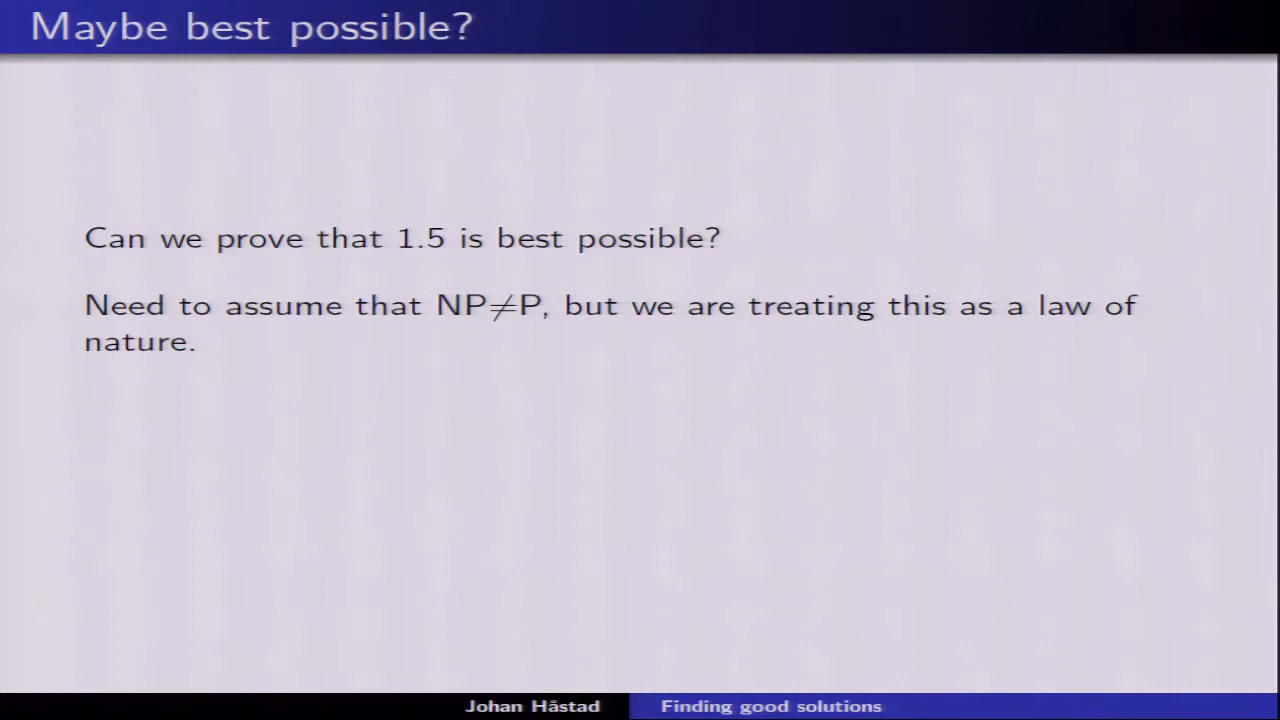 Maybe best possible?
Can we prove that 1.5 is best possible?
Need to assume that NP≠P, but we are treating this as a law of
nature.
Johan Håstad
Finding good solutions